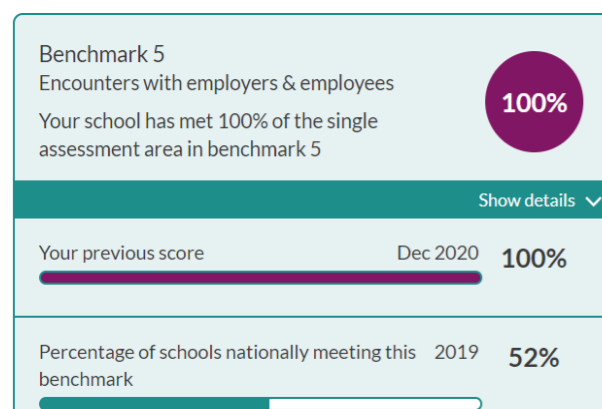 Benchmark 5
Encounters with employers & employees
Your school has met 100% of the single
assessment area in benchmark 5
100%
Show details
Your previous score Dec 2020 100%
Percentage of schools nationally meeting this 2019 52%
benchmark